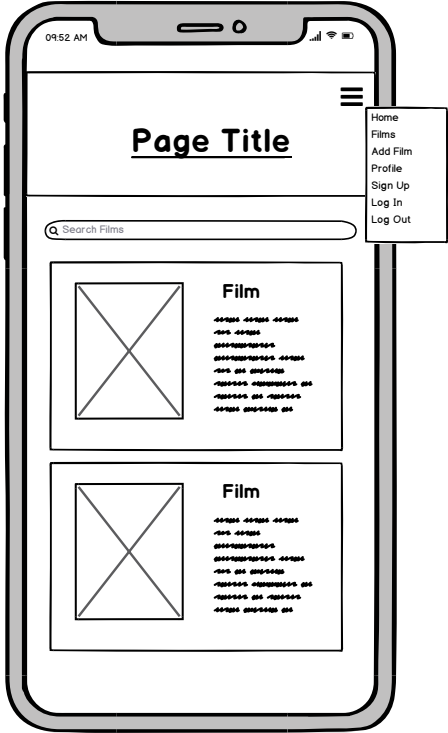 09:52 AM
Page Title
Home
Films
Add Film
Profile
Sign Up
Log In
Log Out
Search Films
Film
Film